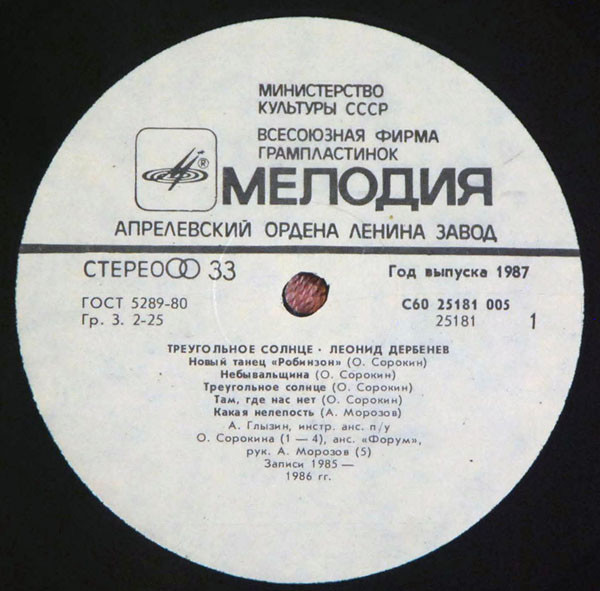 МИНИСТЕРСТВО
КУЛЬТУРЫ СССР
ВСЕСОЮЗНАЯ ФИРМА
ГРАМПЛАСТИНОК
® МЕЛОДИЯ
АПРЕЛЕВСКИЙ ОРДЕНА ЛЕНИНА ЗАВОД
СТЕРЕО 33
Год выпуска 1987
ГОСТ 5289-80
С60 25181 005
Гр. 3. 2-25
25181 1
ТРЕУГОЛЬНОЕ СОЛНЦЕ · ЛЕОНИД ДЕРБЕНЕВ
Новый танец «Робинзон» (О. Сорокин)
Небывальщина (О. Сорокин)
Треугольное солнце (О. Сорокин)
Там, где нас нет (О. Сорокин)
Какая нелепость (А. Морозов)
А. Глызин, инстр. анс. п/у
О. Сорокина (1 — 4), анс. «Форум»,
рук. А. Морозов (5)
Записи 1985 —
1986 гг.